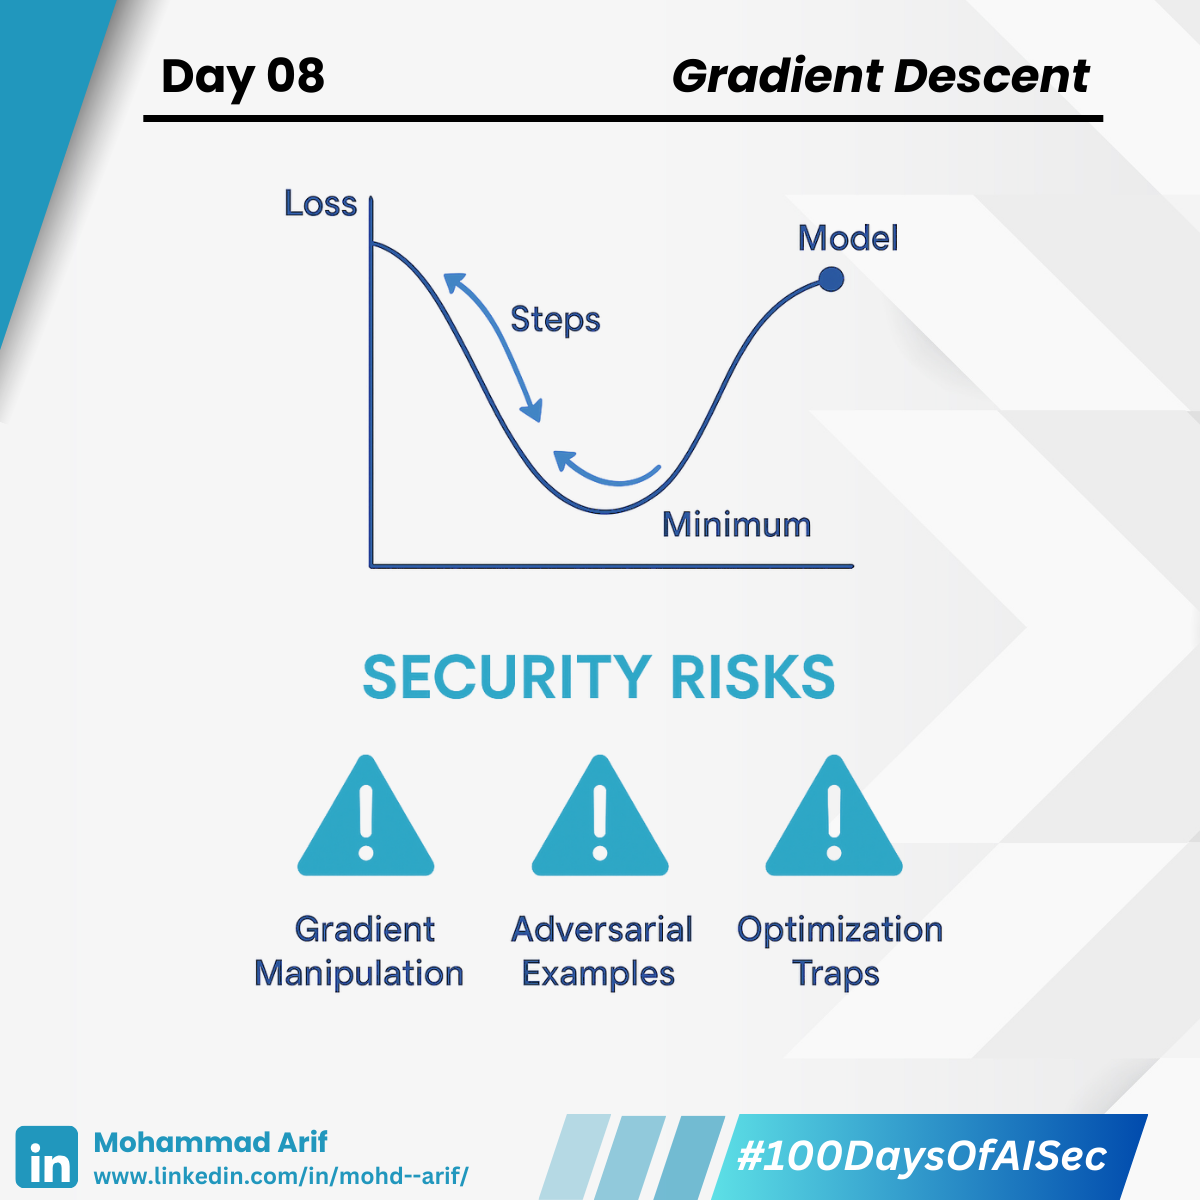 Day 08
Gradient Descent
Loss
Model
Steps
Minimum
SECURITY RISKS
Gradient
Manipulation
Adversarial
Examples
Optimization
Traps
in
Mohammad Arif
www.linkedin.com/in/mohd--arif/
#100DaysOfAISec